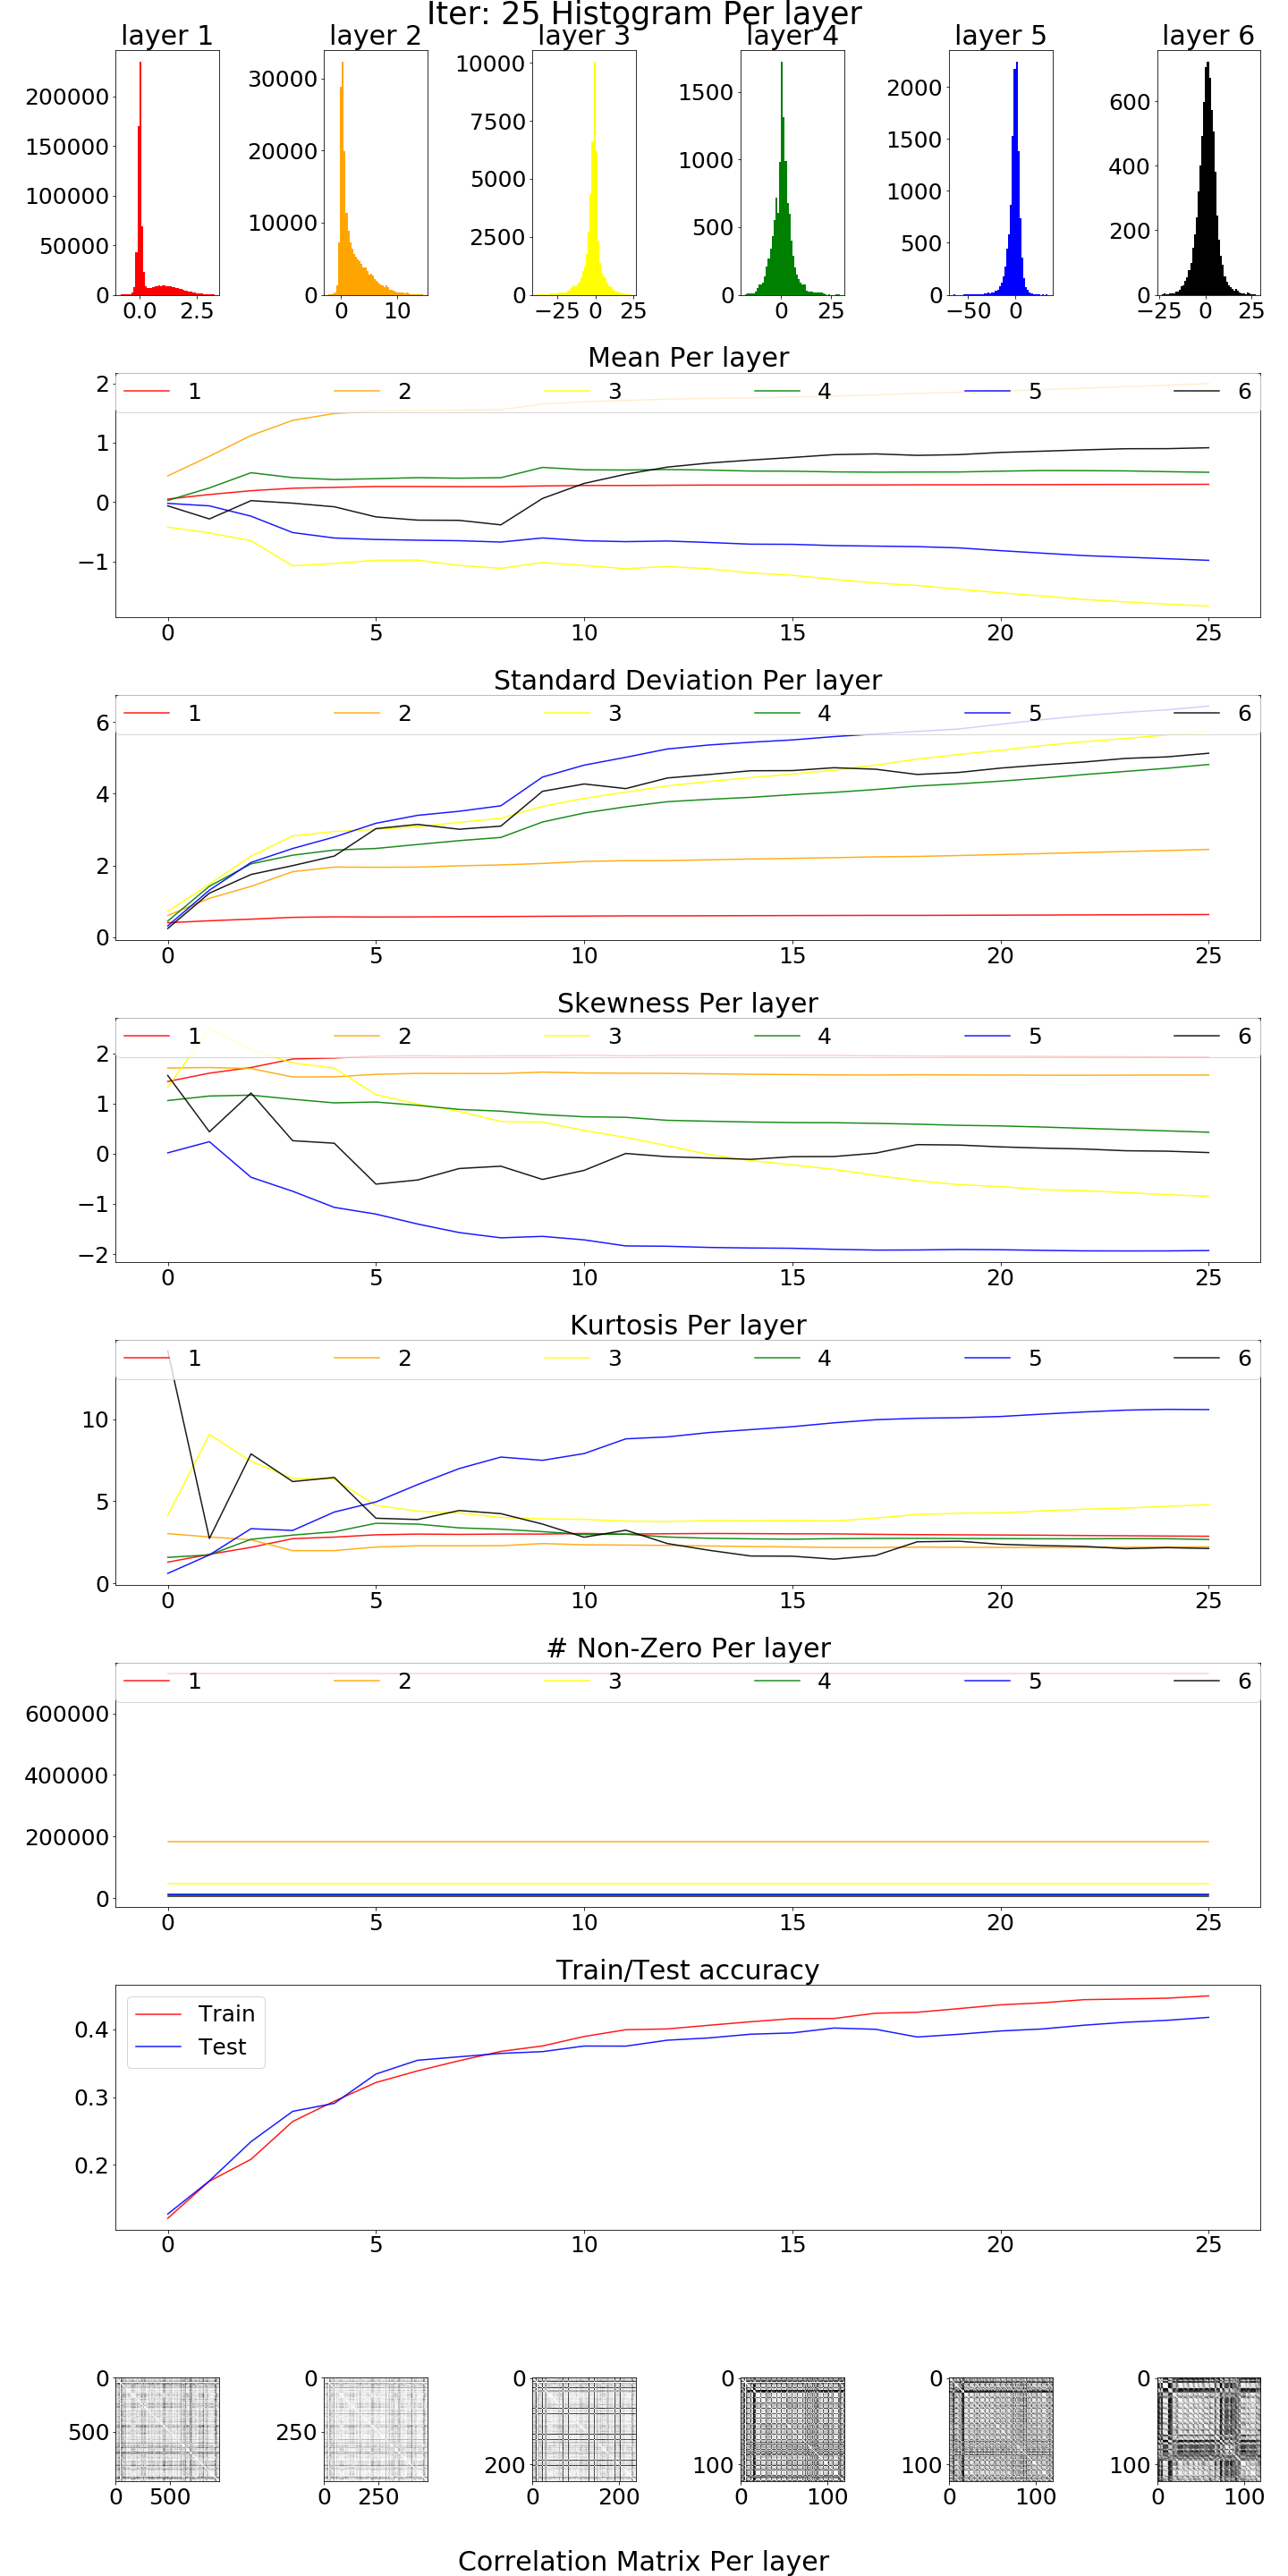 Iter: 25 Histogram Per layer
layer 1 layer 2 layer 3 layer 4 layer 5 layer 6
200000 150000 100000 50000 0
0.0 2.5
30000 20000 10000 0
0 10
10000 7500 5000 2500 0
−25 0 25
1500 1000 500 0
0 25
2000 1500 1000 500 0
−50 0
600 400 200 0
−25 0 25
Mean Per layer
1 2 3 4 5 6
2 1 0 −1
0 5 10 15 20 25
Standard Deviation Per layer
1 2 3 4 5 6
6 4 2 0
0 5 10 15 20 25
Skewness Per layer
1 2 3 4 5 6
2 1 0 −1 −2
0 5 10 15 20 25
Kurtosis Per layer
1 2 3 4 5 6
10 5 0
0 5 10 15 20 25
# Non-Zero Per layer
1 2 3 4 5 6
600000 400000 200000 0
0 5 10 15 20 25
Train/Test accuracy
Train
Test
0.4 0.3 0.2
0 5 10 15 20 25
0 500
0 500
0 250
0 250
0 200
0 200
0 100
0 100
0 100
0 100
0 100
0 100
Correlation Matrix Per layer